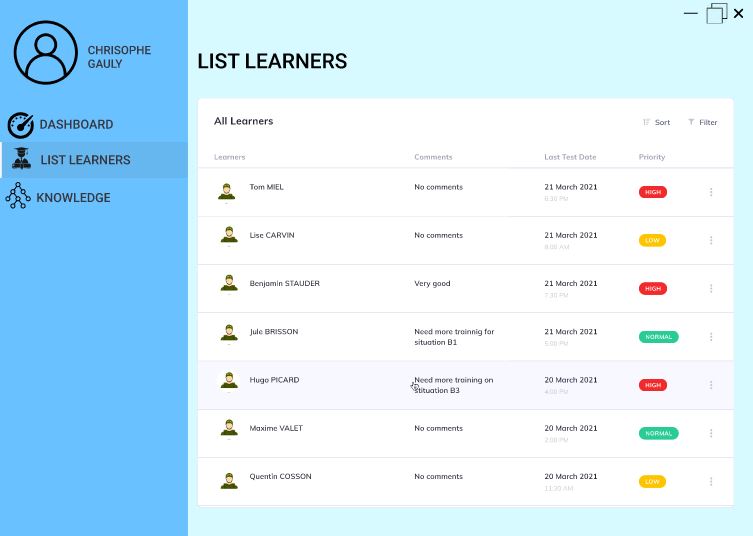 CHRISOPHE
GAULY
DASHBOARD
LIST LEARNERS
KNOWLEDGE
LIST LEARNERS
All Learners
Sort Filter
Learners Comments Last Test Date Priority
Tom MIEL No comments 21 March 2021 HIGH
6:30 PM
Lise CARVIN No comments 21 March 2021 LOW
8:00 AM
Benjamin STAUDER Very good 21 March 2021 HIGH
7:30 PM
Jule BRISSON Need more trainnig for 21 March 2021 NORMAL
situation B1 5:00 PM
Hugo PICARD Need more training on 20 March 2021 HIGH
stituation B3 4:00 PM
Maxime VALET No comments 20 March 2021 NORMAL
2:00 PM
Quentin COSSON No comments 20 March 2021 LOW
11:30 AM